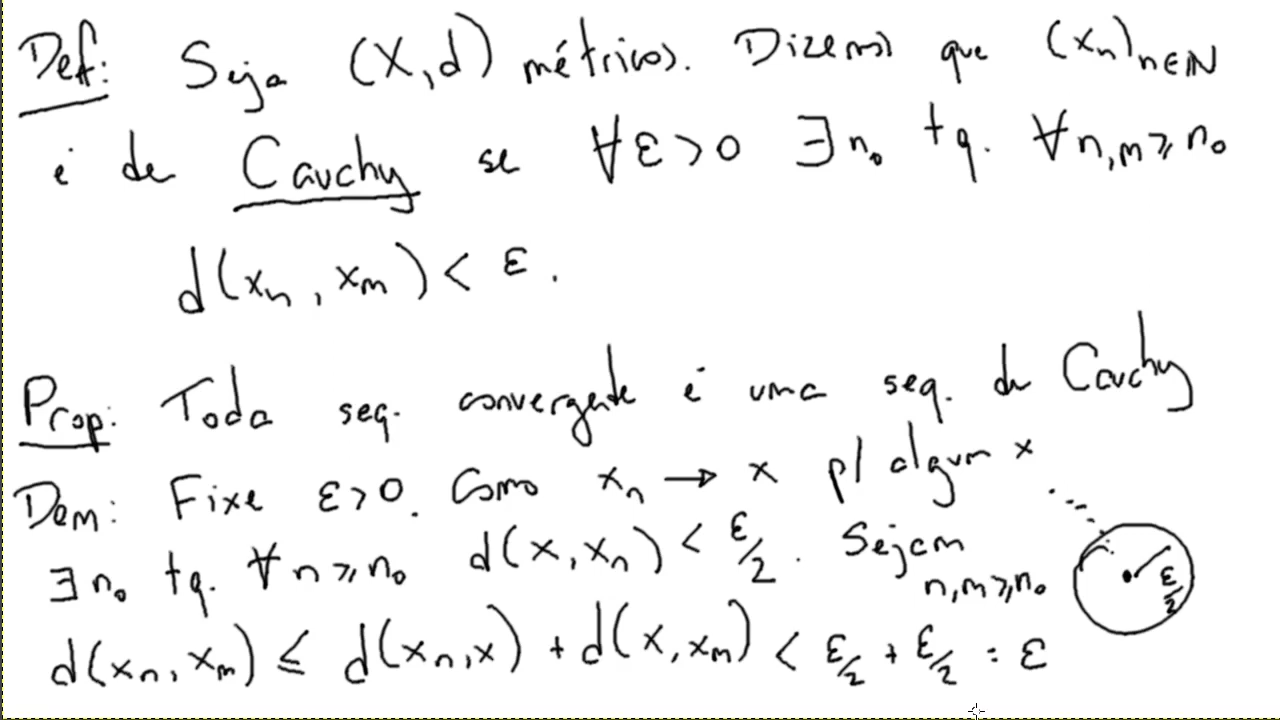 Def: Seja (X,d) métricos. Dizemos que (xₙ)ₙ∈ℕ
é de Cauchy se ∀ε>0 ∃n₀ tq. ∀n,m≥n₀
d(xₙ, xₘ) < ε.
Prop: Toda seq. convergente é uma seq. de Cauchy
Dem: Fixe ε>0. Como xₙ → x p/ algum x
∃n₀ tq. ∀n≥n₀ d(x, xₙ) < ε/2. Sejam
n,m≥n₀
ε/2
d(xₙ, xₘ) ≤ d(xₙ, x) + d(x, xₘ) < ε/2 + ε/2 = ε